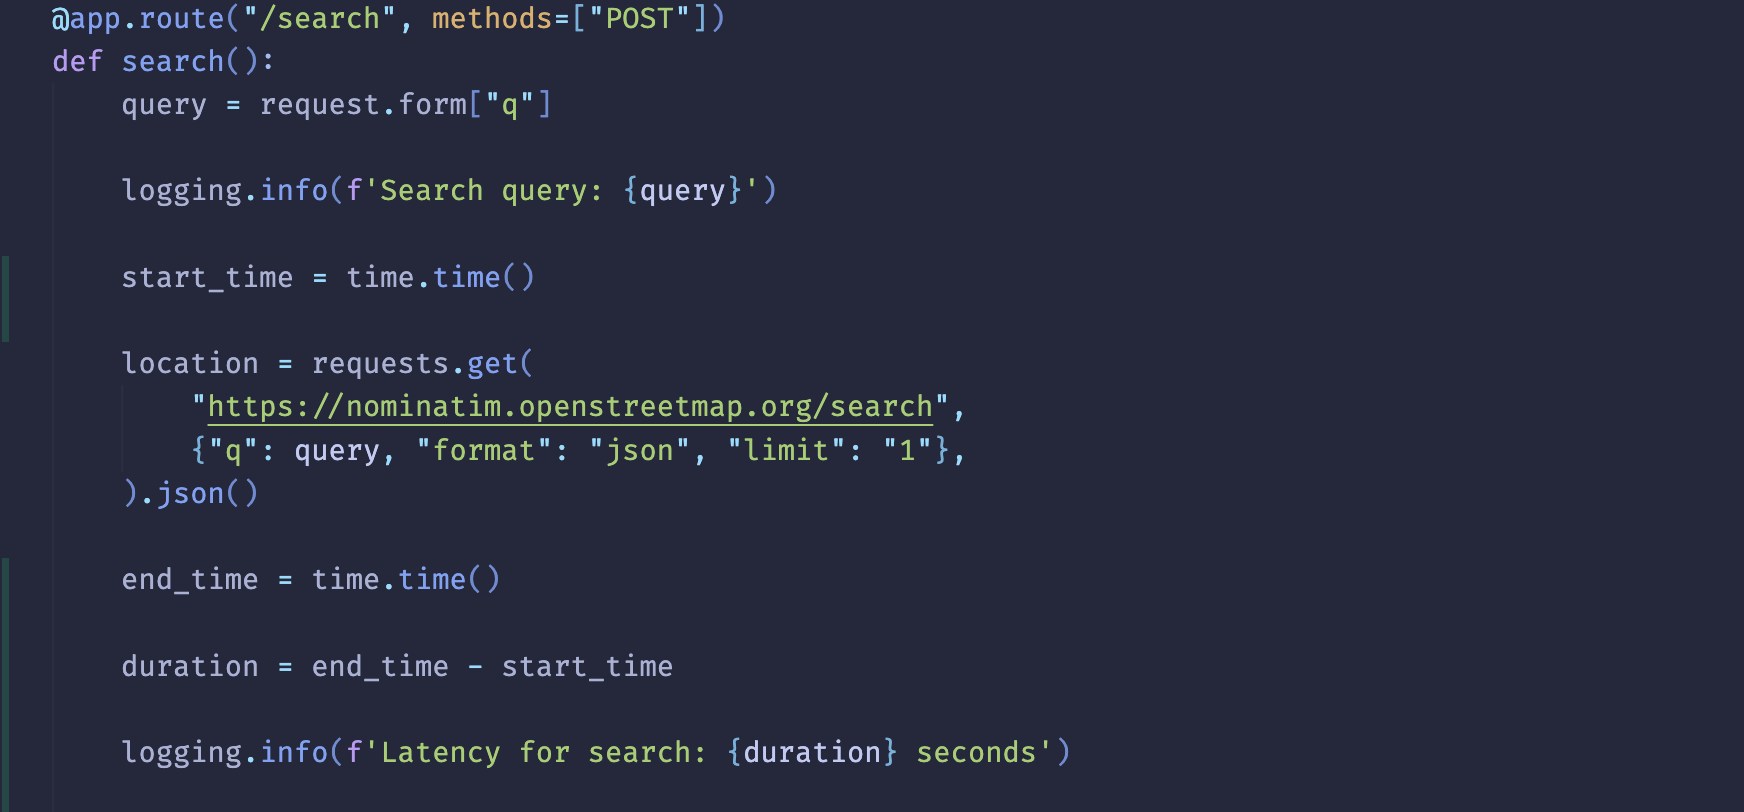 @app.route("/search", methods=["POST"])
def search():
    query = request.form["q"]
    logging.info(f'Search query: {query}')
    start_time = time.time()
    location = requests.get(
        "https://nominatim.openstreetmap.org/search",
        {"q": query, "format": "json", "limit": "1"},
    ).json()
    end_time = time.time()
    duration = end_time - start_time
    logging.info(f'Latency for search: {duration} seconds')